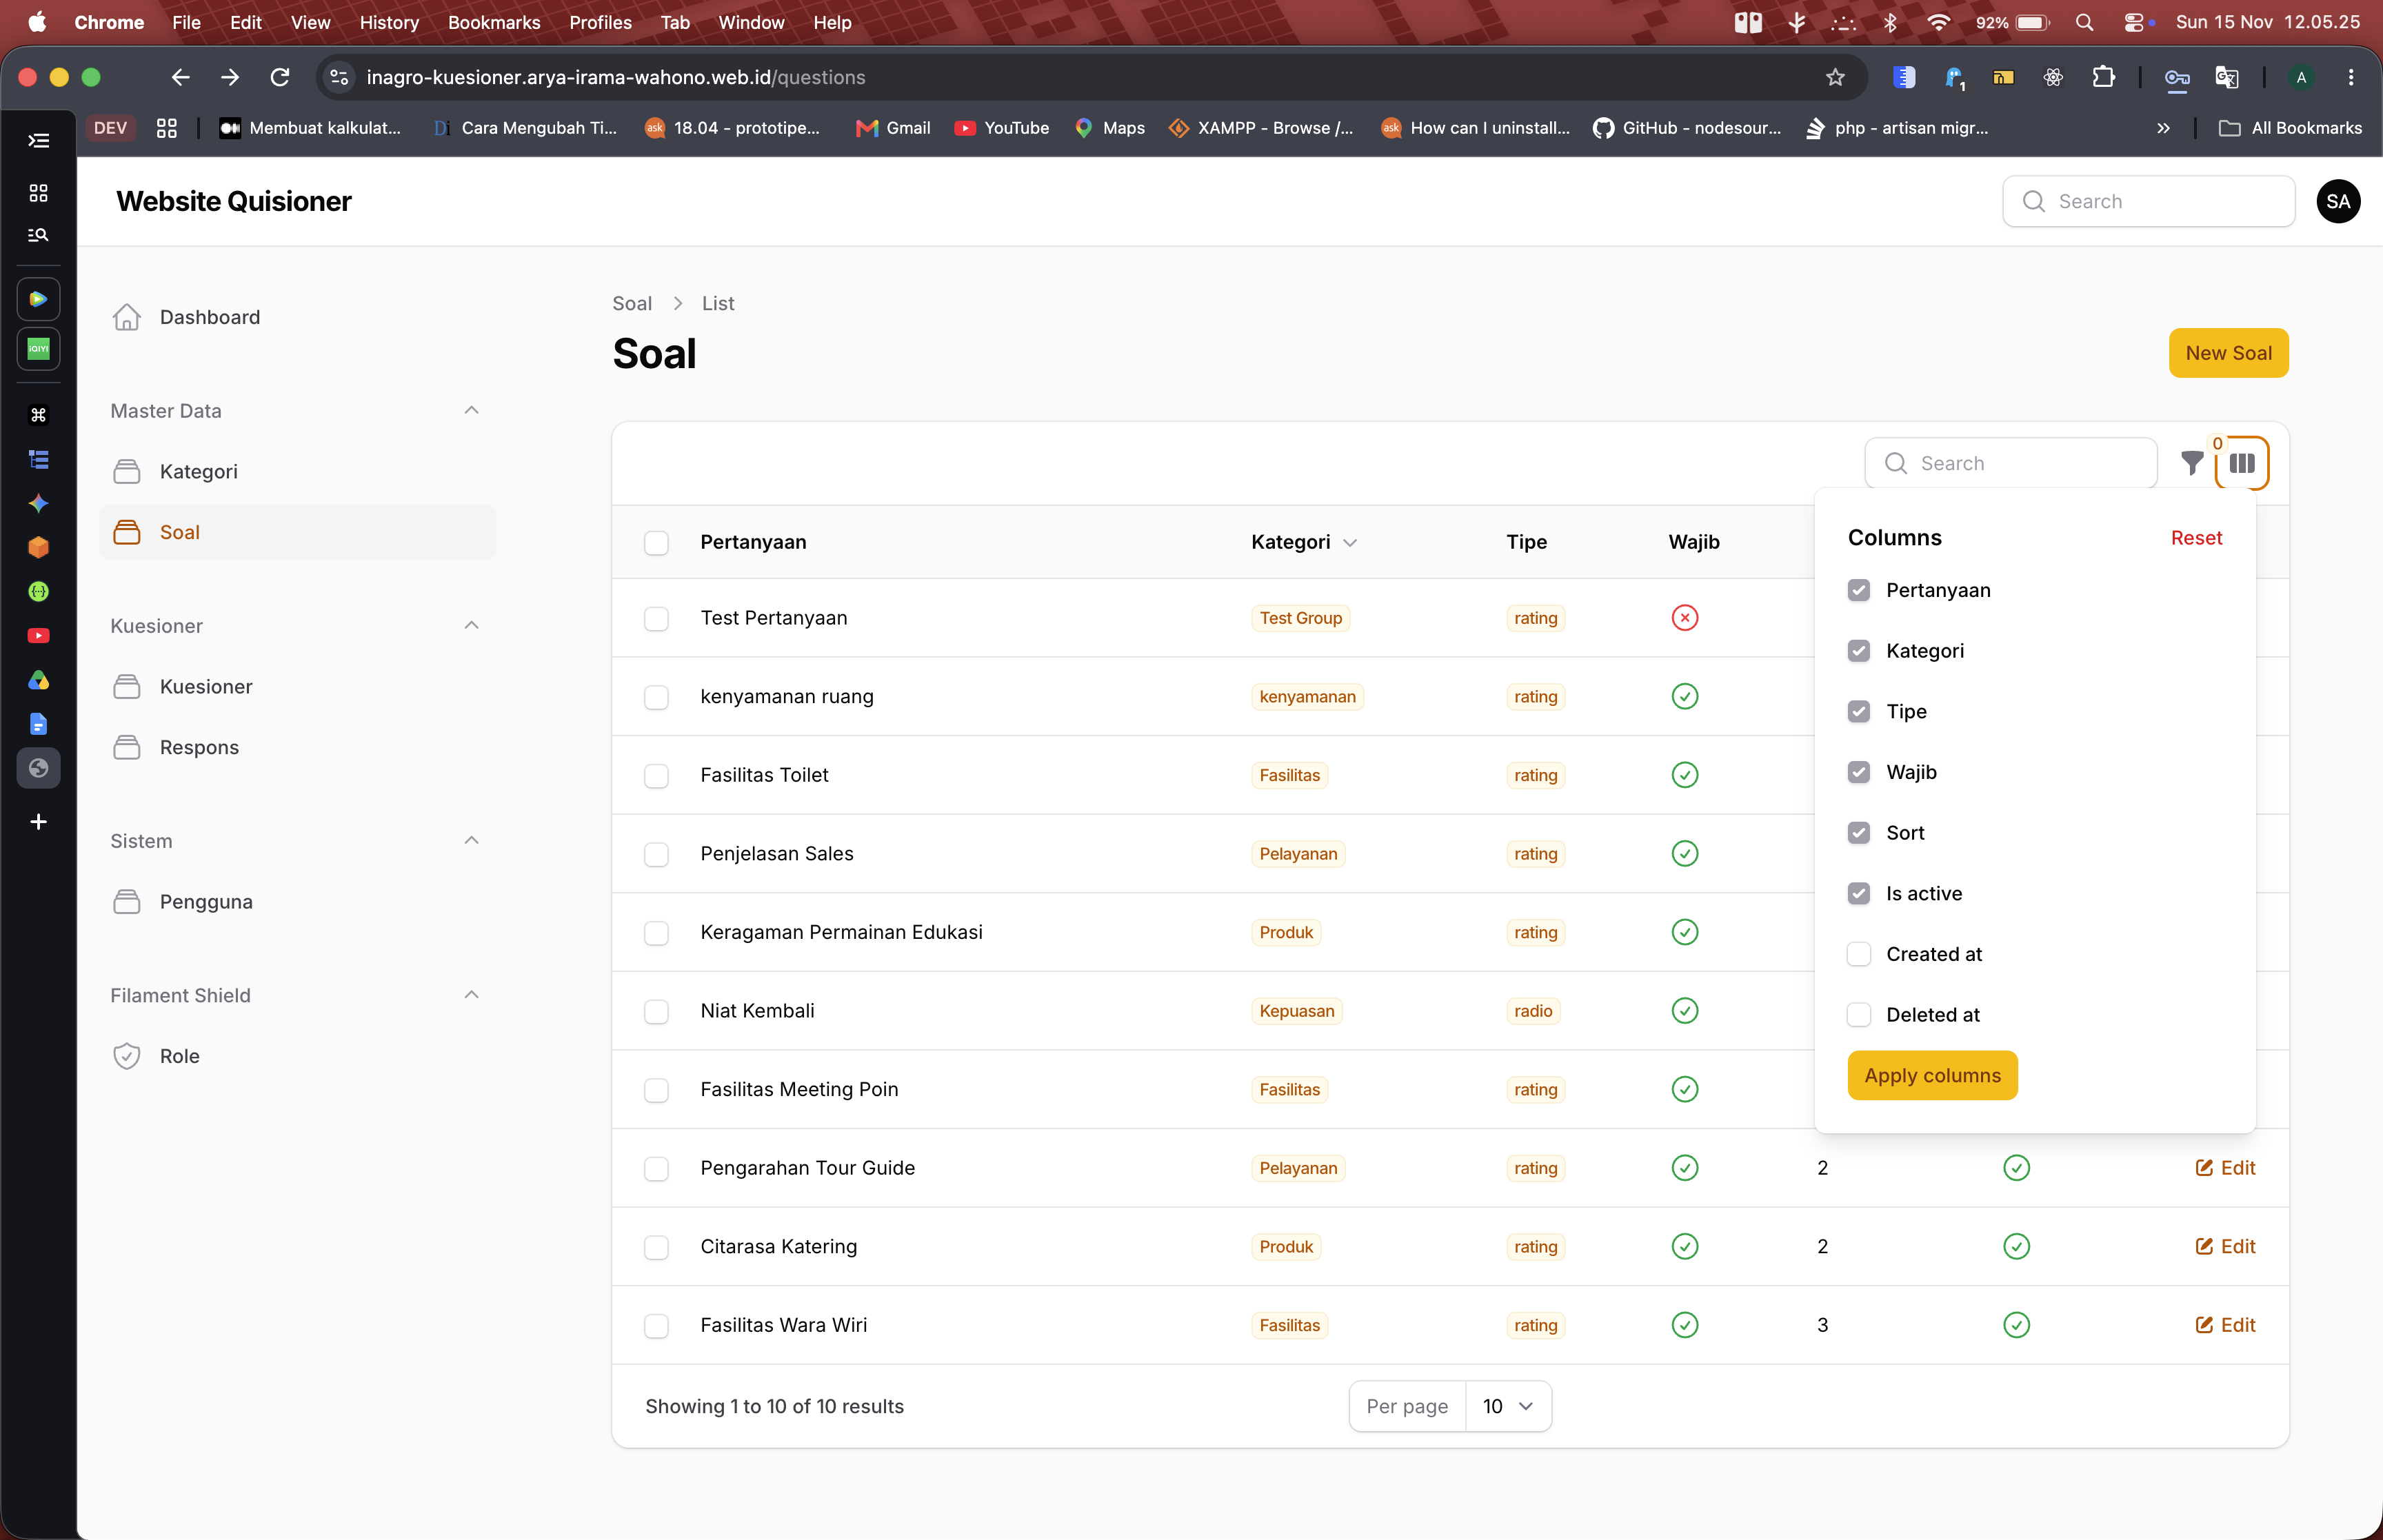 Chrome File Edit View History Bookmarks Profiles Tab Window Help 92% Sun 15 Nov 12.05.25
inagro-kuesioner.arya-irama-wahono.web.id/questions 1 A
DEV Membuat kalkulat... Di Cara Mengubah Ti... ask 18.04 - prototipe... Gmail YouTube Maps XAMPP - Browse /... ask How can I uninstall... GitHub - nodesour... php - artisan migr... All Bookmarks
Website Quisioner
Search
SA
iQIYI
Dashboard
Master Data
Kategori
Soal
Kuesioner
Kuesioner
Respons
Sistem
Pengguna
Filament Shield
Role
Soal > List
Soal
New Soal
Search
0
Pertanyaan Kategori Tipe Wajib
Test Pertanyaan Test Group rating
kenyamanan ruang kenyamanan rating
Fasilitas Toilet Fasilitas rating
Penjelasan Sales Pelayanan rating
Keragaman Permainan Edukasi Produk rating
Niat Kembali Kepuasan radio
Fasilitas Meeting Poin Fasilitas rating
Pengarahan Tour Guide Pelayanan rating 2 Edit
Citarasa Katering Produk rating 2 Edit
Fasilitas Wara Wiri Fasilitas rating 3 Edit
Showing 1 to 10 of 10 results
Per page 10
Columns Reset
Pertanyaan
Kategori
Tipe
Wajib
Sort
Is active
Created at
Deleted at
Apply columns